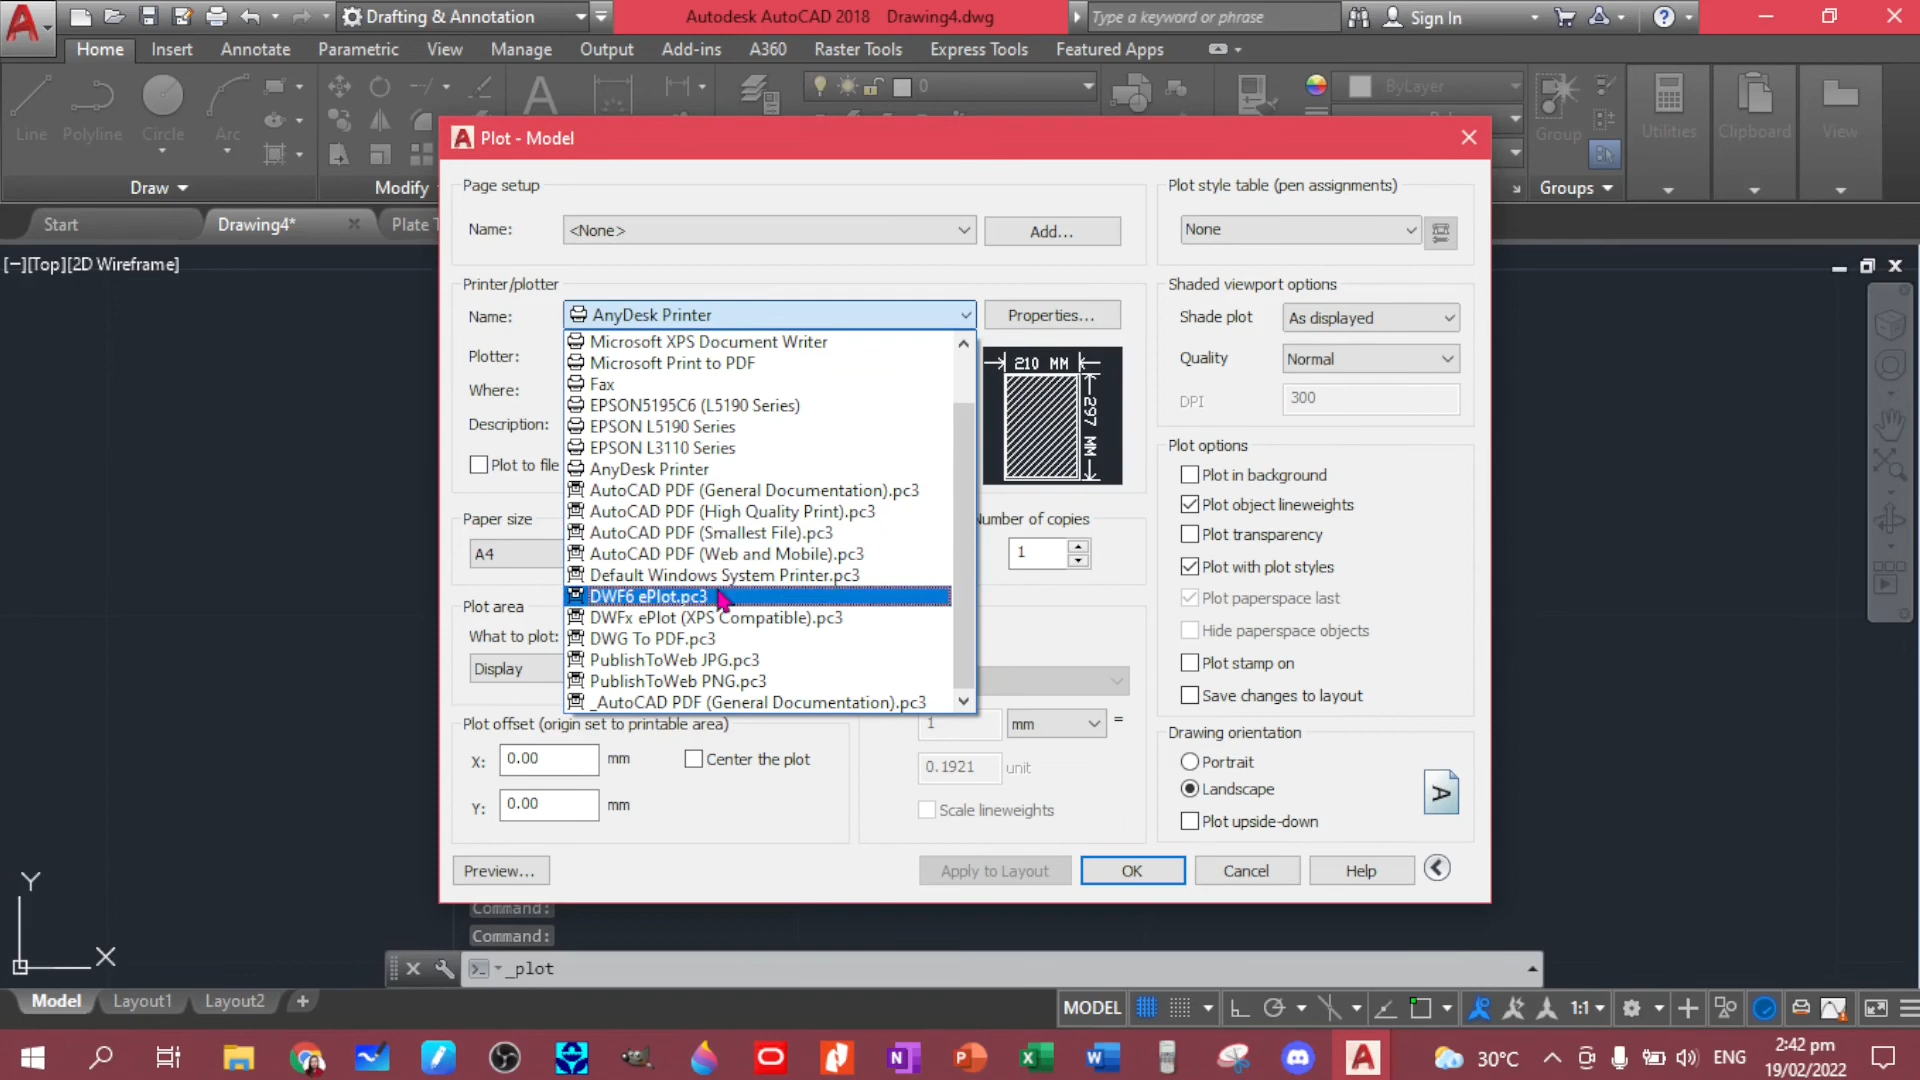 Drafting & Annotation
Autodesk AutoCAD 2018 Drawing4.dwg
Type a keyword or phrase
Sign In
Home Insert Annotate Parametric View Manage Output Add-ins A360 Raster Tools Express Tools Featured Apps
0
ByLayer
Line Polyline Circle Arc
Group Utilities Clipboard View
Draw Modify Groups
Start Drawing4* Plate T
[−][Top][2D Wireframe]
Plot - Model
Page setup
Name: <None> Add...
Printer/plotter
Name: AnyDesk Printer Properties...
Microsoft XPS Document Writer
Microsoft Print to PDF
Fax
EPSON5195C6 (L5190 Series)
EPSON L5190 Series
EPSON L3110 Series
AnyDesk Printer
AutoCAD PDF (General Documentation).pc3
AutoCAD PDF (High Quality Print).pc3
AutoCAD PDF (Smallest File).pc3
AutoCAD PDF (Web and Mobile).pc3
Default Windows System Printer.pc3
DWF6 ePlot.pc3
DWFx ePlot (XPS Compatible).pc3
DWG To PDF.pc3
PublishToWeb JPG.pc3
PublishToWeb PNG.pc3
_AutoCAD PDF (General Documentation).pc3
Plotter:
Where:
Description:
Plot to file
210 MM
297 MM
Paper size
A4
Number of copies
1
Plot area
What to plot:
Display
Plot offset (origin set to printable area)
X: 0.00 mm Center the plot
Y: 0.00 mm
1 mm =
0.1921 unit
Scale lineweights
Plot style table (pen assignments)
None
Shaded viewport options
Shade plot As displayed
Quality Normal
DPI 300
Plot options
Plot in background
Plot object lineweights
Plot transparency
Plot with plot styles
Plot paperspace last
Hide paperspace objects
Plot stamp on
Save changes to layout
Drawing orientation
Portrait
Landscape
Plot upside-down
A
Preview... Apply to Layout OK Cancel Help
Command:
Command:
_plot
Y
X
Model Layout1 Layout2 +
MODEL 1:1
30°C ENG 2:42 pm
19/02/2022